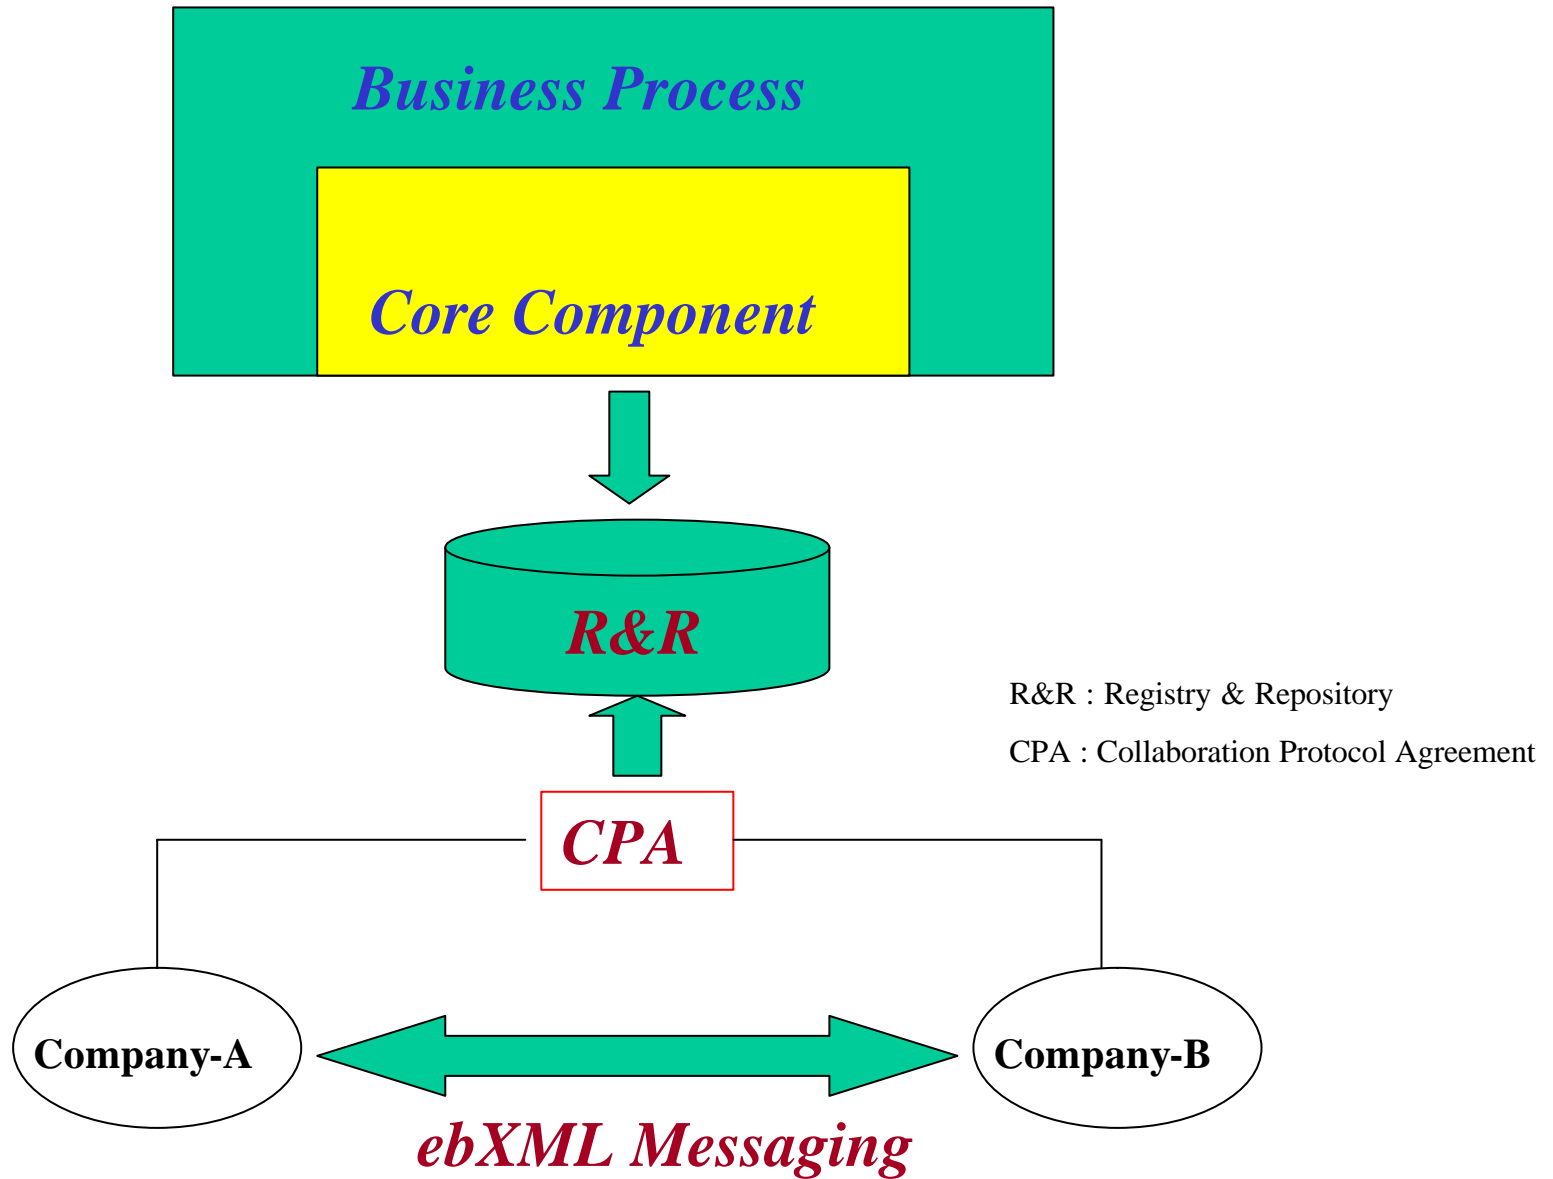 Business Process
Core Component
R&R
R&R : Registry & Repository
CPA : Collaboration Protocol Agreement
CPA
Company-A
Company-B
ebXML Messaging